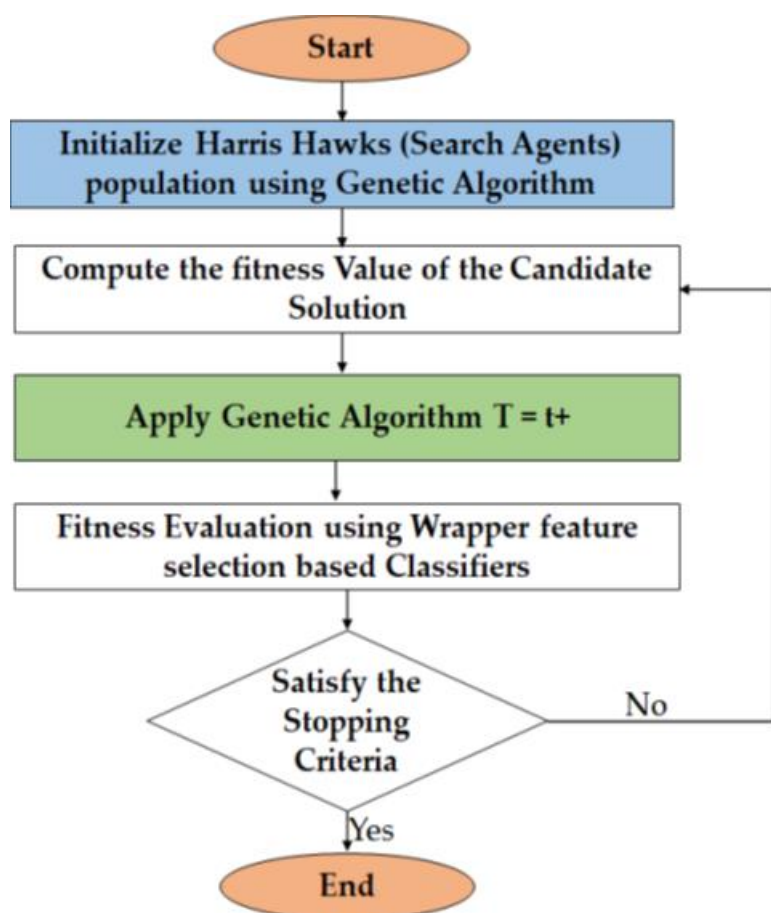 Start
Initialize Harris Hawks (Search Agents)
population using Genetic Algorithm
Compute the fitness Value of the Candidate
Solution
Apply Genetic Algorithm T = t+
Fitness Evaluation using Wrapper feature
selection based Classifiers
Satisfy the
Stopping
Criteria
No
Yes
End